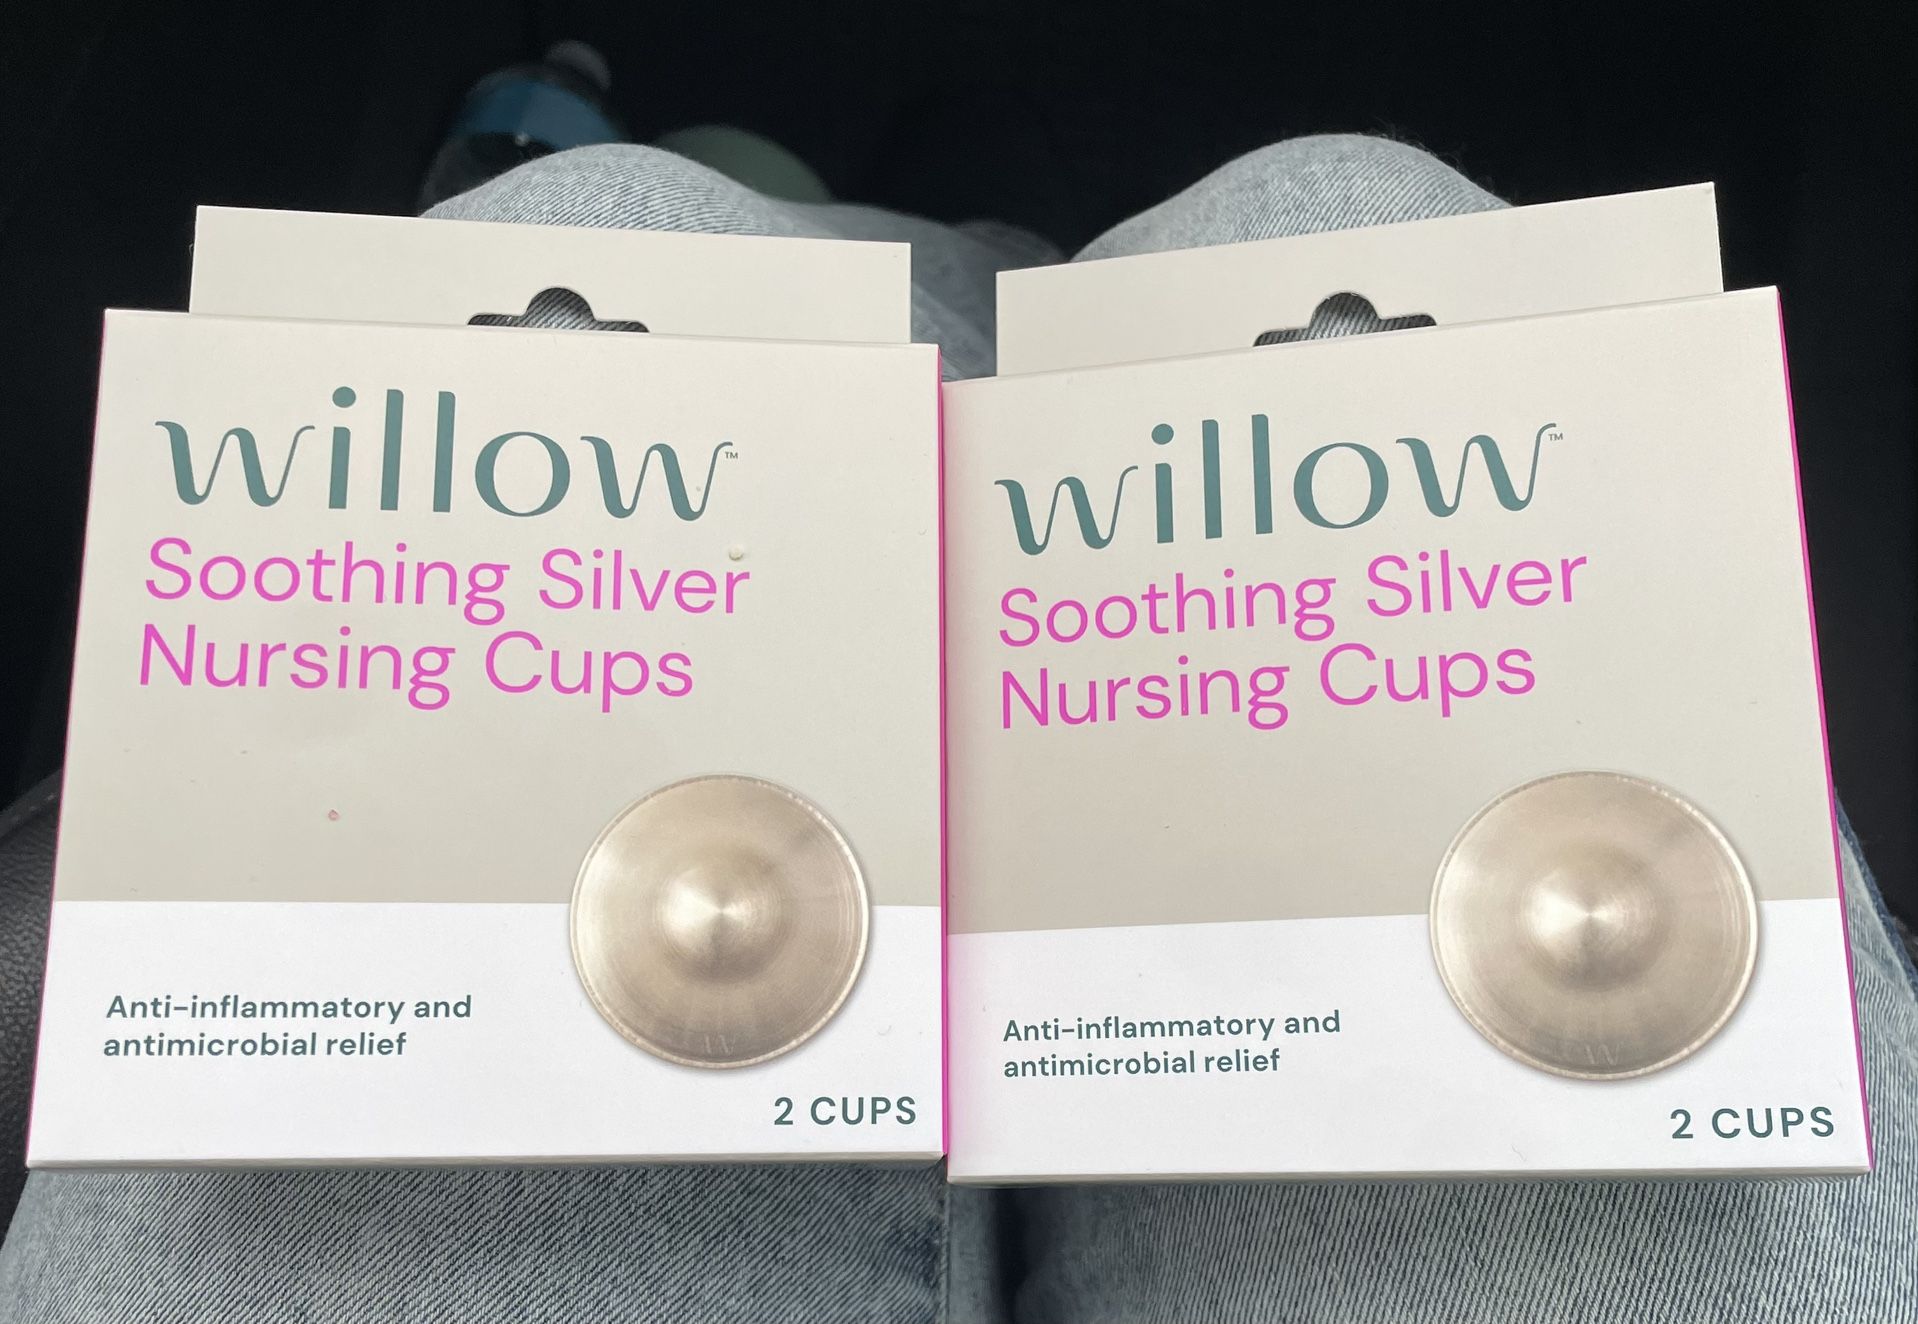 willow™
Soothing Silver
Nursing Cups
Anti-inflammatory and
antimicrobial relief
W
2 CUPS
willow™
Soothing Silver
Nursing Cups
Anti-inflammatory and
antimicrobial relief
W
2 CUPS